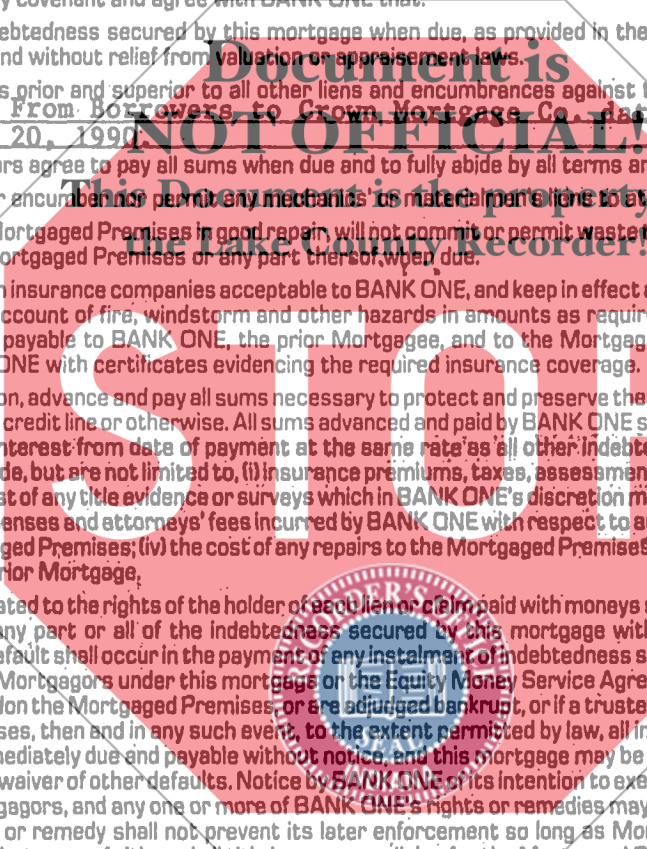 y covenant and agree with BANK ONE that:
ebtedness secured by this mortgage when due, as provided in the
nd without relief from valuation or appraisement laws.
Document is
s prior and superior to all other liens and encumbrances against t
From Borrowers to Crown Mortgage Co. dat
20, 1990
NOT OFFICIAL!
rs agree to pay all sums when due and to fully abide by all terms an
r encumber nor permit any mechanics' or materialmen's liens to at
This Document is the property
ortgaged Premises in good repair, will not commit or permit waste
the Lake County Recorder!
ortgaged Premises or any part thereof when due.
n insurance companies acceptable to BANK ONE, and keep in effect a
ccount of fire, windstorm and other hazards in amounts as requir
payable to BANK ONE, the prior Mortgagee, and to the Mortgag
ONE with certificates evidencing the required insurance coverage.
STOP
on, advance and pay all sums necessary to protect and preserve the
credit line or otherwise. All sums advanced and paid by BANK ONE s
nterest from date of payment at the same rate as all other indebte
de, but are not limited to, (i) insurance premiums, taxes, assessmen
st of any title evidence or surveys which in BANK ONE's discretion m
enses and attorneys' fees incurred by BANK ONE with respect to a
ged Premises; (iv) the cost of any repairs to the Mortgaged Premises
rior Mortgage.
ated to the rights of the holder of each lien or claim paid with moneys
any part or all of the indebtedness secured by this mortgage with
efault shall occur in the payment of any instalment of indebtedness s
Mortgagors under this mortgage or the Equity Money Service Agre
on the Mortgaged Premises, or are adjudged bankrupt, or if a truste
ses, then and in any such event, to the extent permitted by law, all in
mediately due and payable without notice, and this mortgage may be
waiver of other defaults. Notice by BANK ONE of its intention to exe
gagors, and any one or more of BANK ONE's rights or remedies may
or remedy shall not prevent its later enforcement so long as Mor
RECORDER'S OFFICE
SEAL